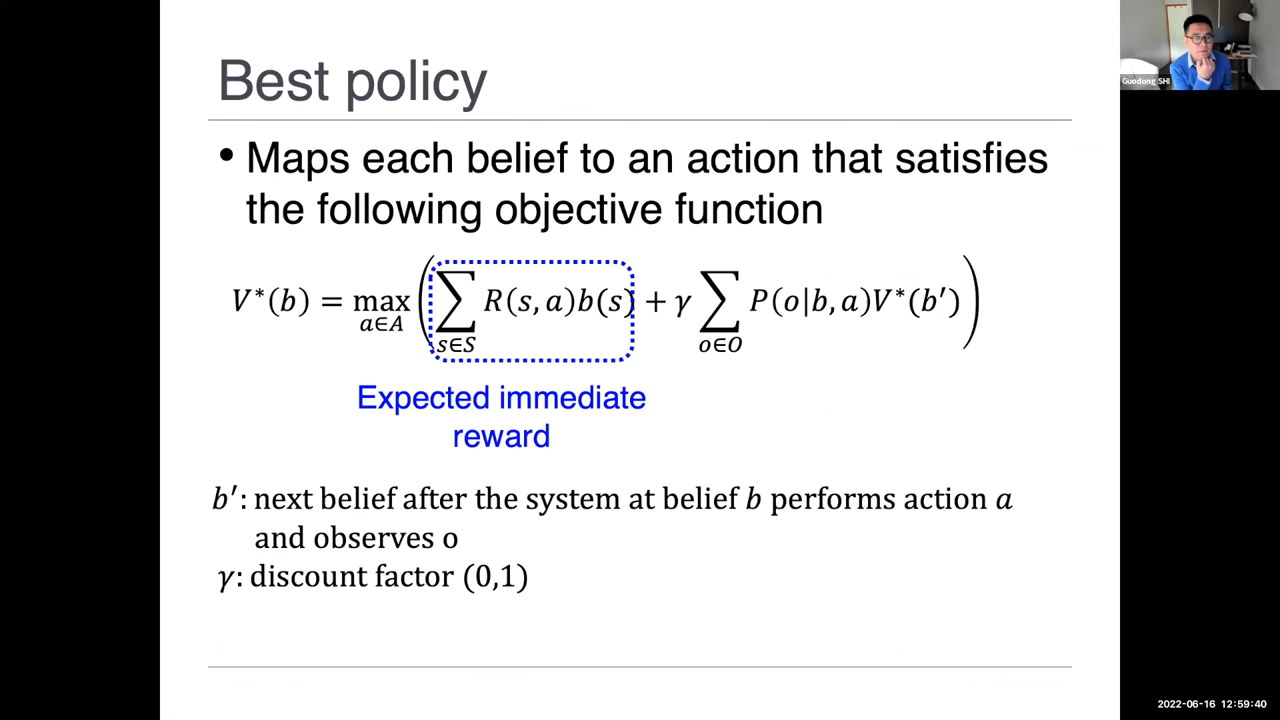 Best policy
• Maps each belief to an action that satisfies
the following objective function
V*(b) = max_{a∈A} ( ∑_{s∈S} R(s, a)b(s) + γ ∑_{o∈O} P(o|b, a)V*(b′) )
Expected immediate
reward
b′: next belief after the system at belief b performs action a
and observes o
γ: discount factor (0,1)
Guodong SHI
2022-06-16 12:59:40